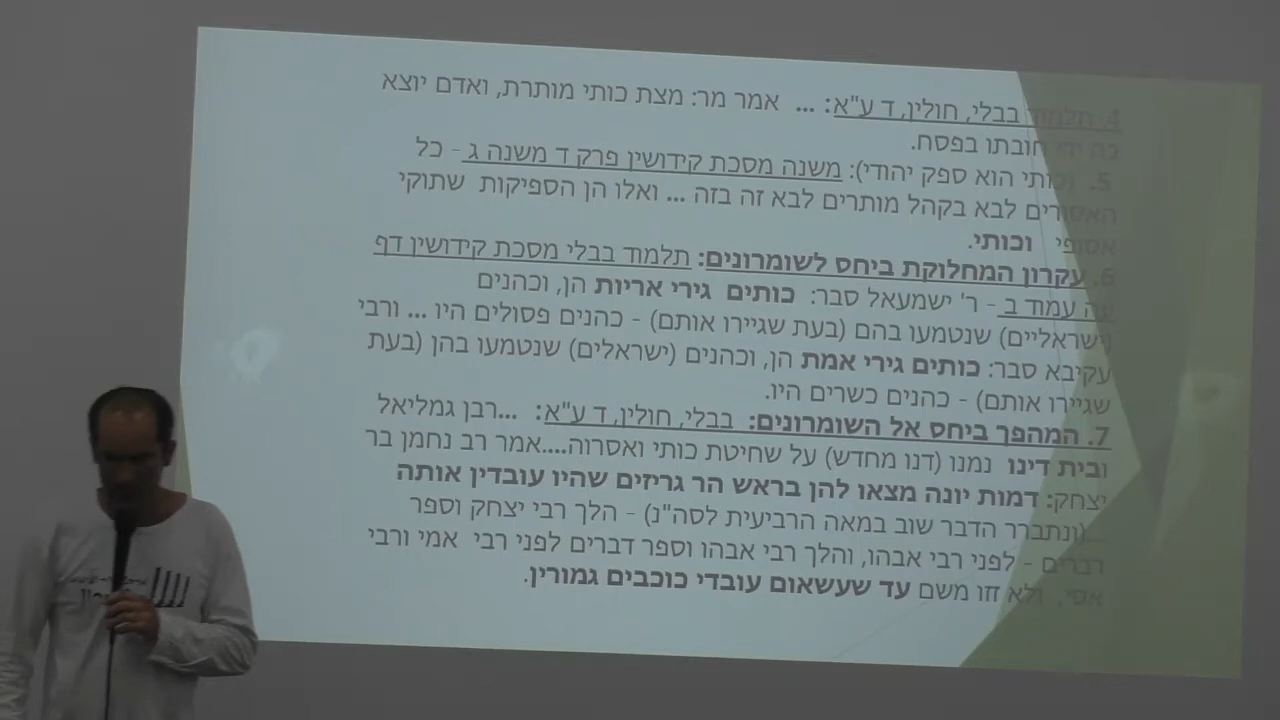 4. תלמוד בבלי, חולין, ד ע"א: ... אמר מר: מצת כותי מותרת, ואדם יוצא
בה ידי חובתו בפסח.
5. (כותי הוא ספק יהודי): משנה מסכת קידושין פרק ד משנה ג - כל
האסורים לבא בקהל מותרים לבא זה בזה ... ואלו הן הספיקות שתוקי
אסופי וכותי.
6. עקרון המחלוקת ביחס לשומרונים: תלמוד בבלי מסכת קידושין דף
עה עמוד ב - ר' ישמעאל סבר: כותים גירי אריות הן, וכהנים
(ישראליים) שנטמעו בהם (בעת שגיירו אותם) - כהנים פסולים היו ... ורבי
עקיבא סבר: כותים גירי אמת הן, וכהנים (ישראלים) שנטמעו בהן (בעת
שגיירו אותם) - כהנים כשרים היו.
7. המהפך ביחס אל השומרונים: בבלי, חולין, ד ע"א: ...רבן גמליאל
ובית דינו נמנו (דנו מחדש) על שחיטת כותי ואסרוה....אמר רב נחמן בר
יצחק: דמות יונה מצאו להן בראש הר גריזים שהיו עובדין אותה
...(ונתברר הדבר שוב במאה הרביעית לסה"נ) - הלך רבי יצחק וספר
דברים - לפני רבי אבהו, והלך רבי אבהו וספר דברים לפני רבי אמי ורבי
אסי, ולא זזו משם עד שעשאום עובדי כוכבים גמורין.